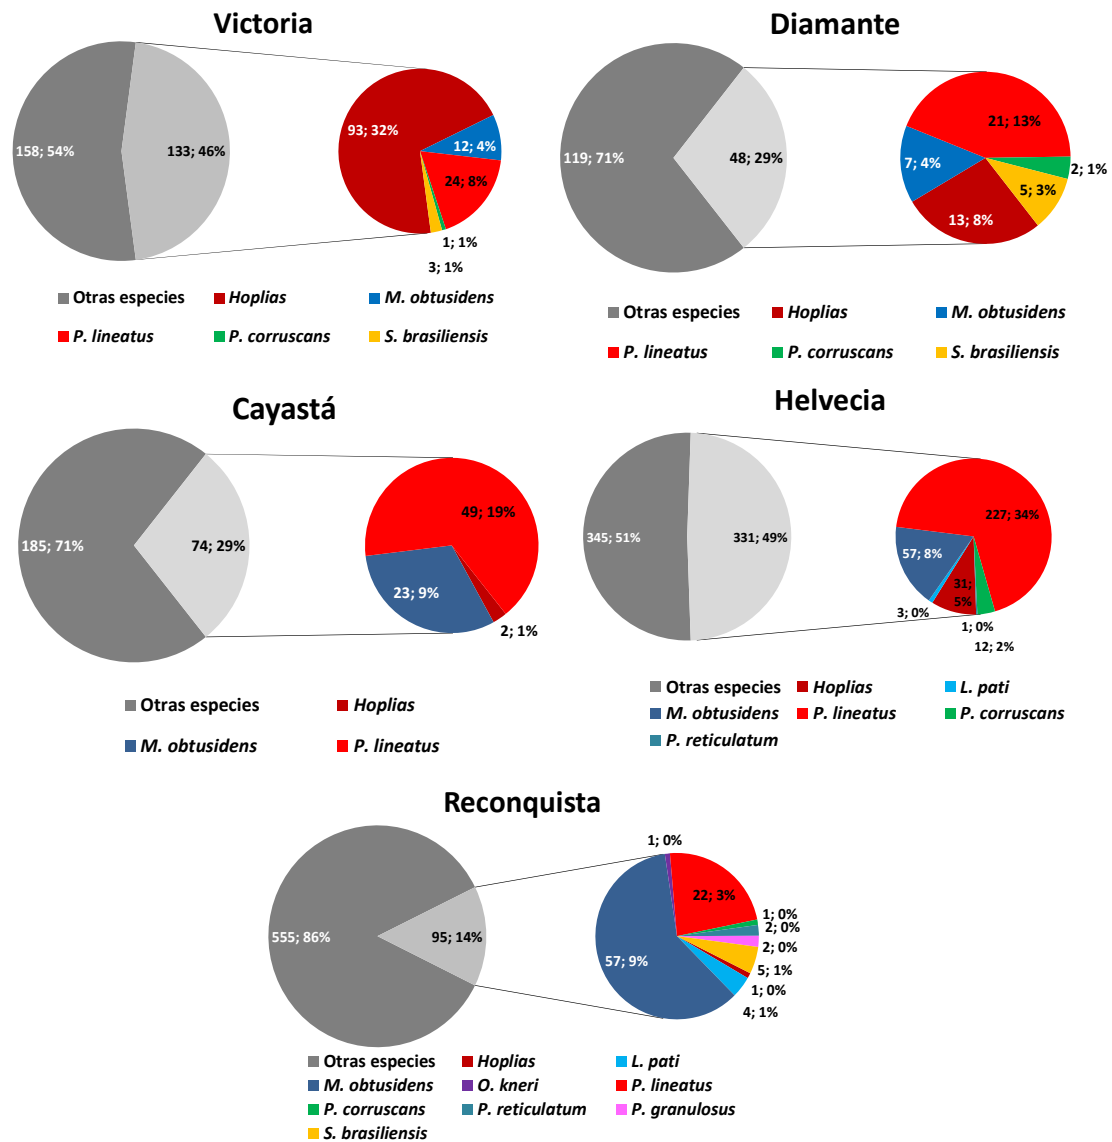 Victoria
158; 54%
133; 46%
93; 32%
12; 4%
24; 8%
1; 1%
3; 1%
Otras especies Hoplias M. obtusidens
P. lineatus P. corruscans S. brasiliensis
Diamante
119; 71%
48; 29%
21; 13%
7; 4%
2; 1%
5; 3%
13; 8%
Otras especies Hoplias M. obtusidens
P. lineatus P. corruscans S. brasiliensis
Cayastá
185; 71%
74; 29%
49; 19%
23; 9%
2; 1%
Otras especies Hoplias
M. obtusidens P. lineatus
Helvecia
345; 51%
331; 49%
227; 34%
57; 8%
31;
5%
3; 0%
1; 0%
12; 2%
Otras especies Hoplias L. pati
M. obtusidens P. lineatus P. corruscans
P. reticulatum
Reconquista
555; 86%
95; 14%
1; 0%
22; 3%
1; 0%
2; 0%
2; 0%
57; 9%
5; 1%
1; 0%
4; 1%
Otras especies Hoplias L. pati
M. obtusidens O. kneri P. lineatus
P. corruscans P. reticulatum P. granulosus
S. brasiliensis